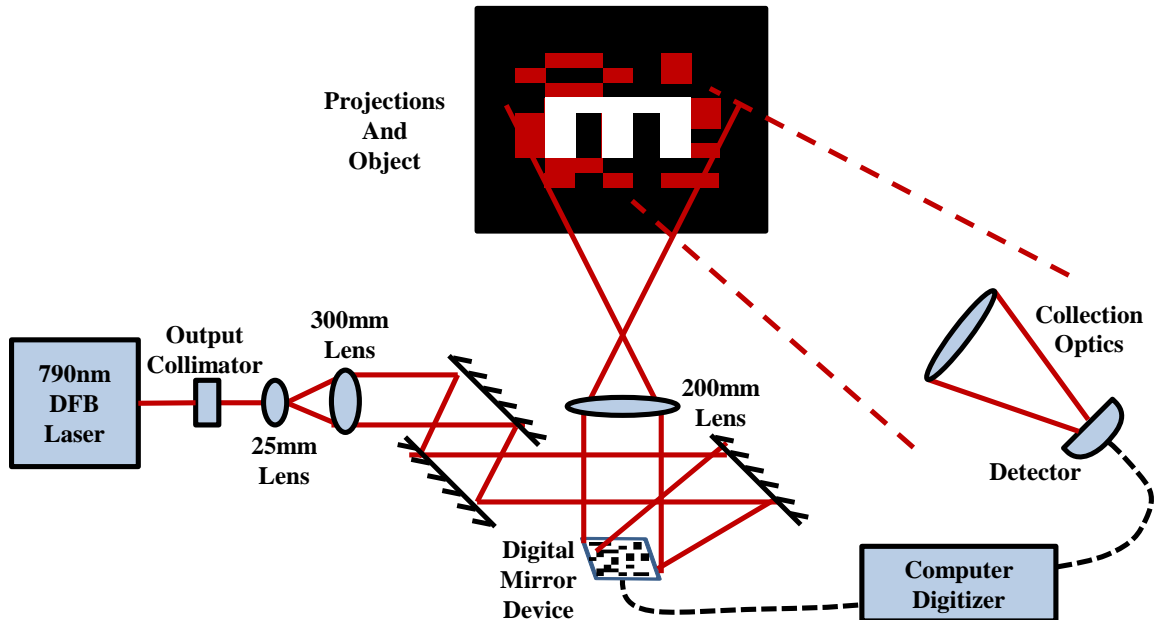 Projections
And
Object
Output
Collimator
300mm
Lens
790nm
DFB
Laser
25mm
Lens
200mm
Lens
Collection
Optics
Detector
Digital
Mirror
Device
Computer
Digitizer